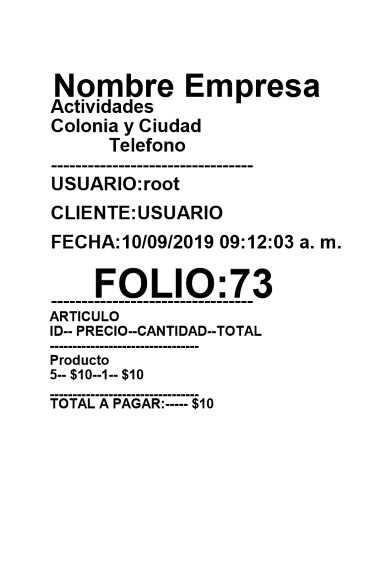 Nombre Empresa
Actividades
Colonia y Ciudad
Telefono
---------------------------------
USUARIO:root
CLIENTE:USUARIO
FECHA:10/09/2019 09:12:03 a. m.
FOLIO:73
---------------------------------
ARTICULO
ID-- PRECIO--CANTIDAD--TOTAL
---------------------------------
Producto
5-- $10--1-- $10
---------------------------------
TOTAL A PAGAR:----- $10